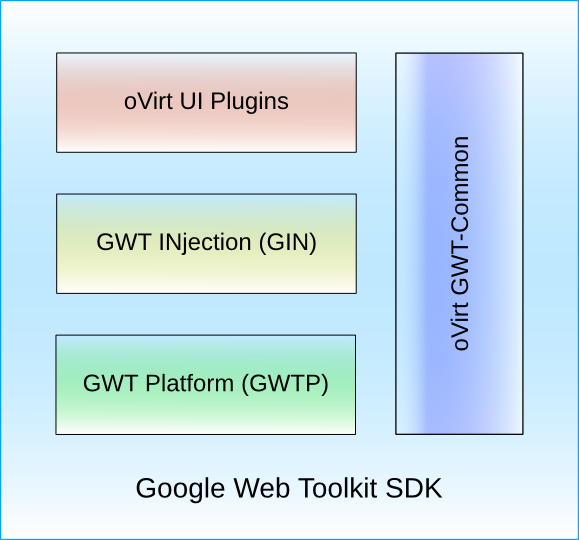 oVirt UI Plugins
GWT INjection (GIN)
GWT Platform (GWTP)
oVirt GWT-Common
Google Web Toolkit SDK